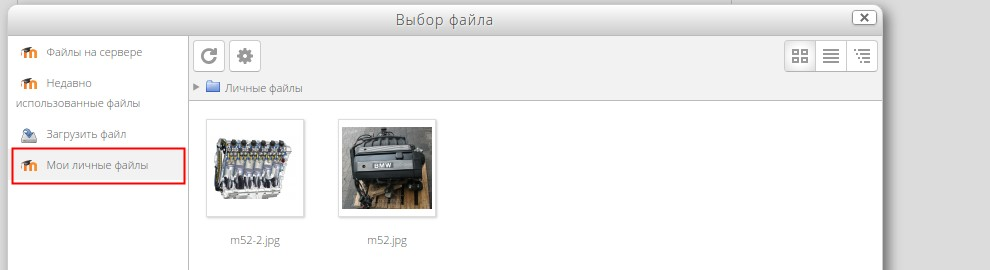 Выбор файла
Файлы на сервере
Недавно
использованные файлы
Загрузить файл
Мои личные файлы
Личные файлы
BMW
m52-2.jpg
m52.jpg